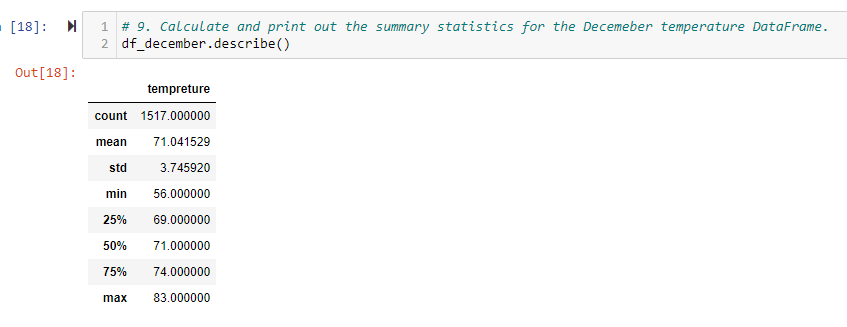 [18]:
1 # 9. Calculate and print out the summary statistics for the Decemeber temperature DataFrame.
2 df_december.describe()
Out[18]:
tempreture
count 1517.000000
mean 71.041529
std 3.745920
min 56.000000
25% 69.000000
50% 71.000000
75% 74.000000
max 83.000000